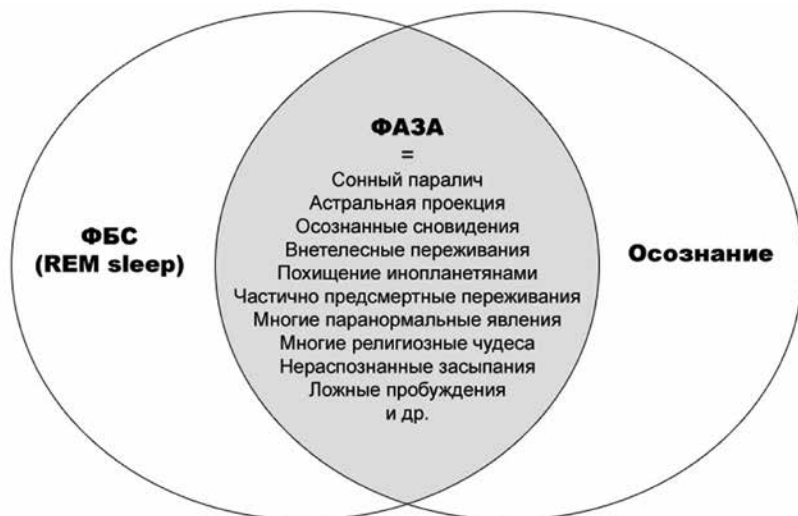 ФАЗА
=
Сонный паралич
Астральная проекция
Осознанные сновидения
Внетелесные переживания
Похищение инопланетянами
Частично предсмертные переживания
Многие паранормальные явления
Многие религиозные чудеса
Нераспознанные засыпания
Ложные пробуждения
и др.
ФБС
(REM sleep)
Осознание